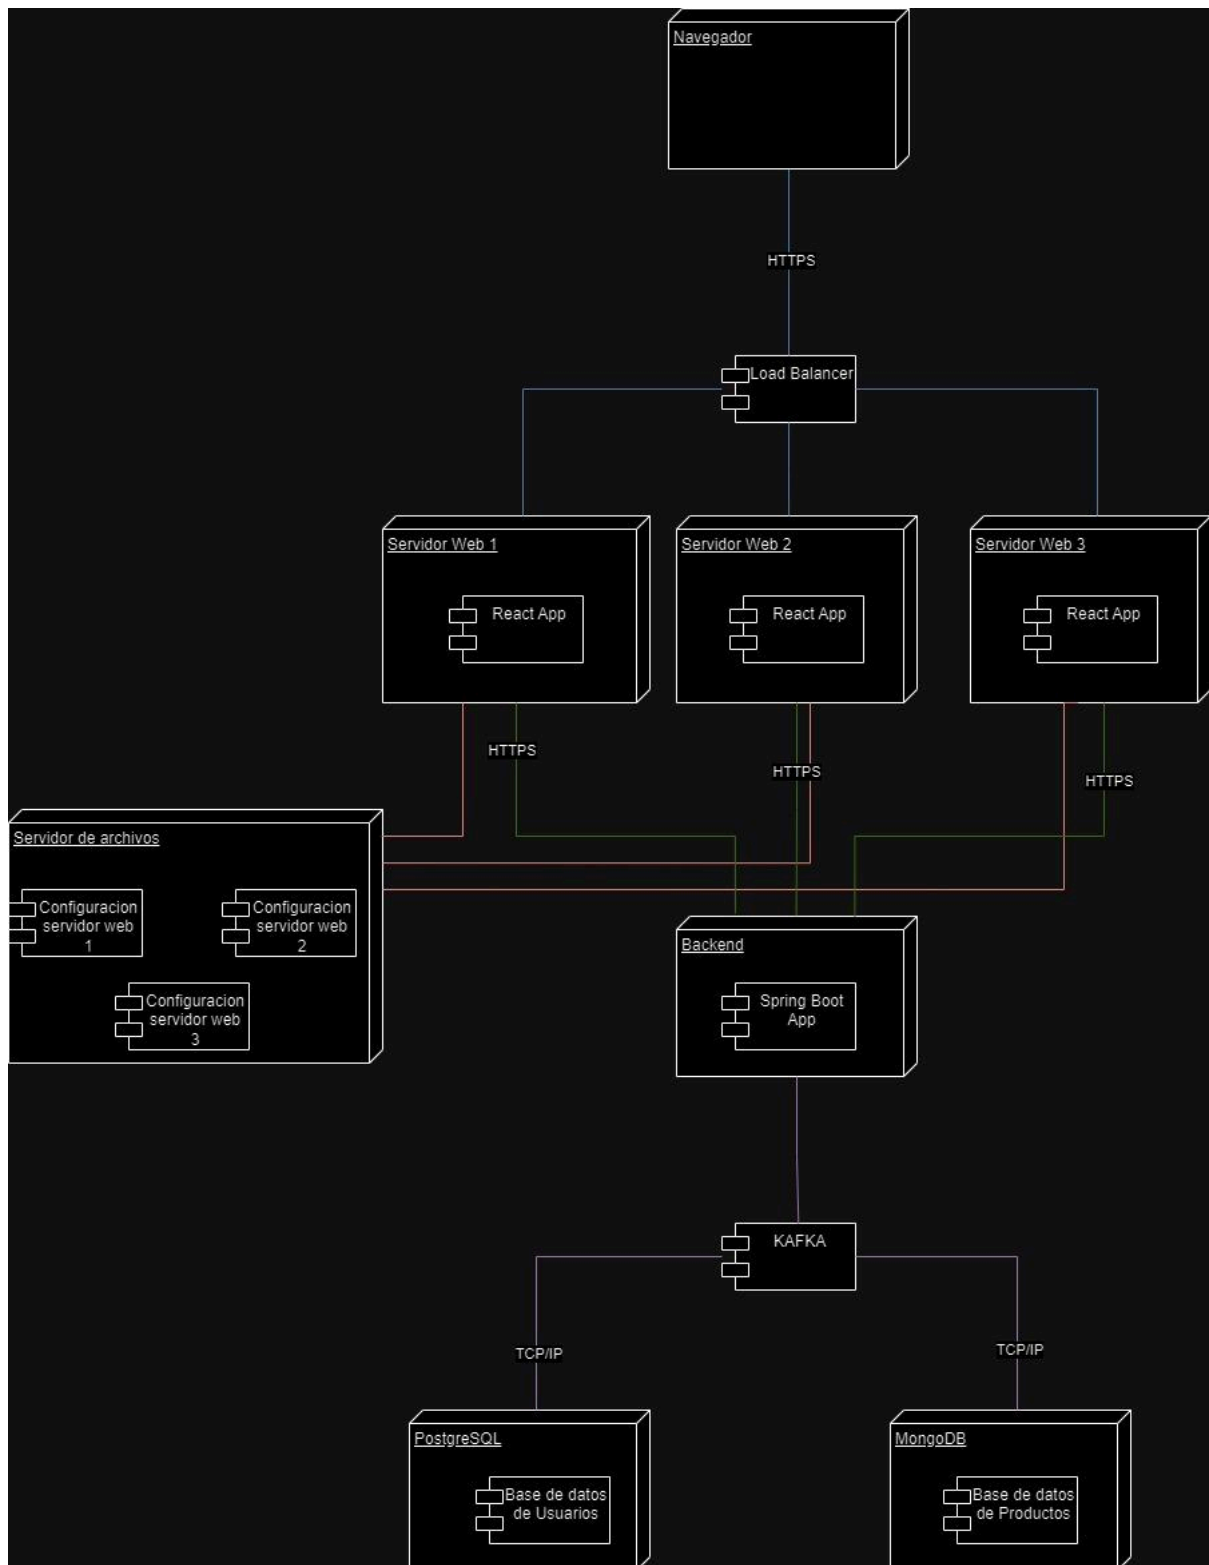 Navegador
HTTPS
Load Balancer
Servidor Web 1
Servidor Web 2
Servidor Web 3
React App
React App
React App
HTTPS
HTTPS
HTTPS
Servidor de archivos
Configuracion
servidor web
1
Configuracion
servidor web
2
Configuracion
servidor web
3
Backend
Spring Boot
App
KAFKA
TCP/IP
TCP/IP
PostgreSQL
Base de datos
de Usuarios
MongoDB
Base de datos
de Productos